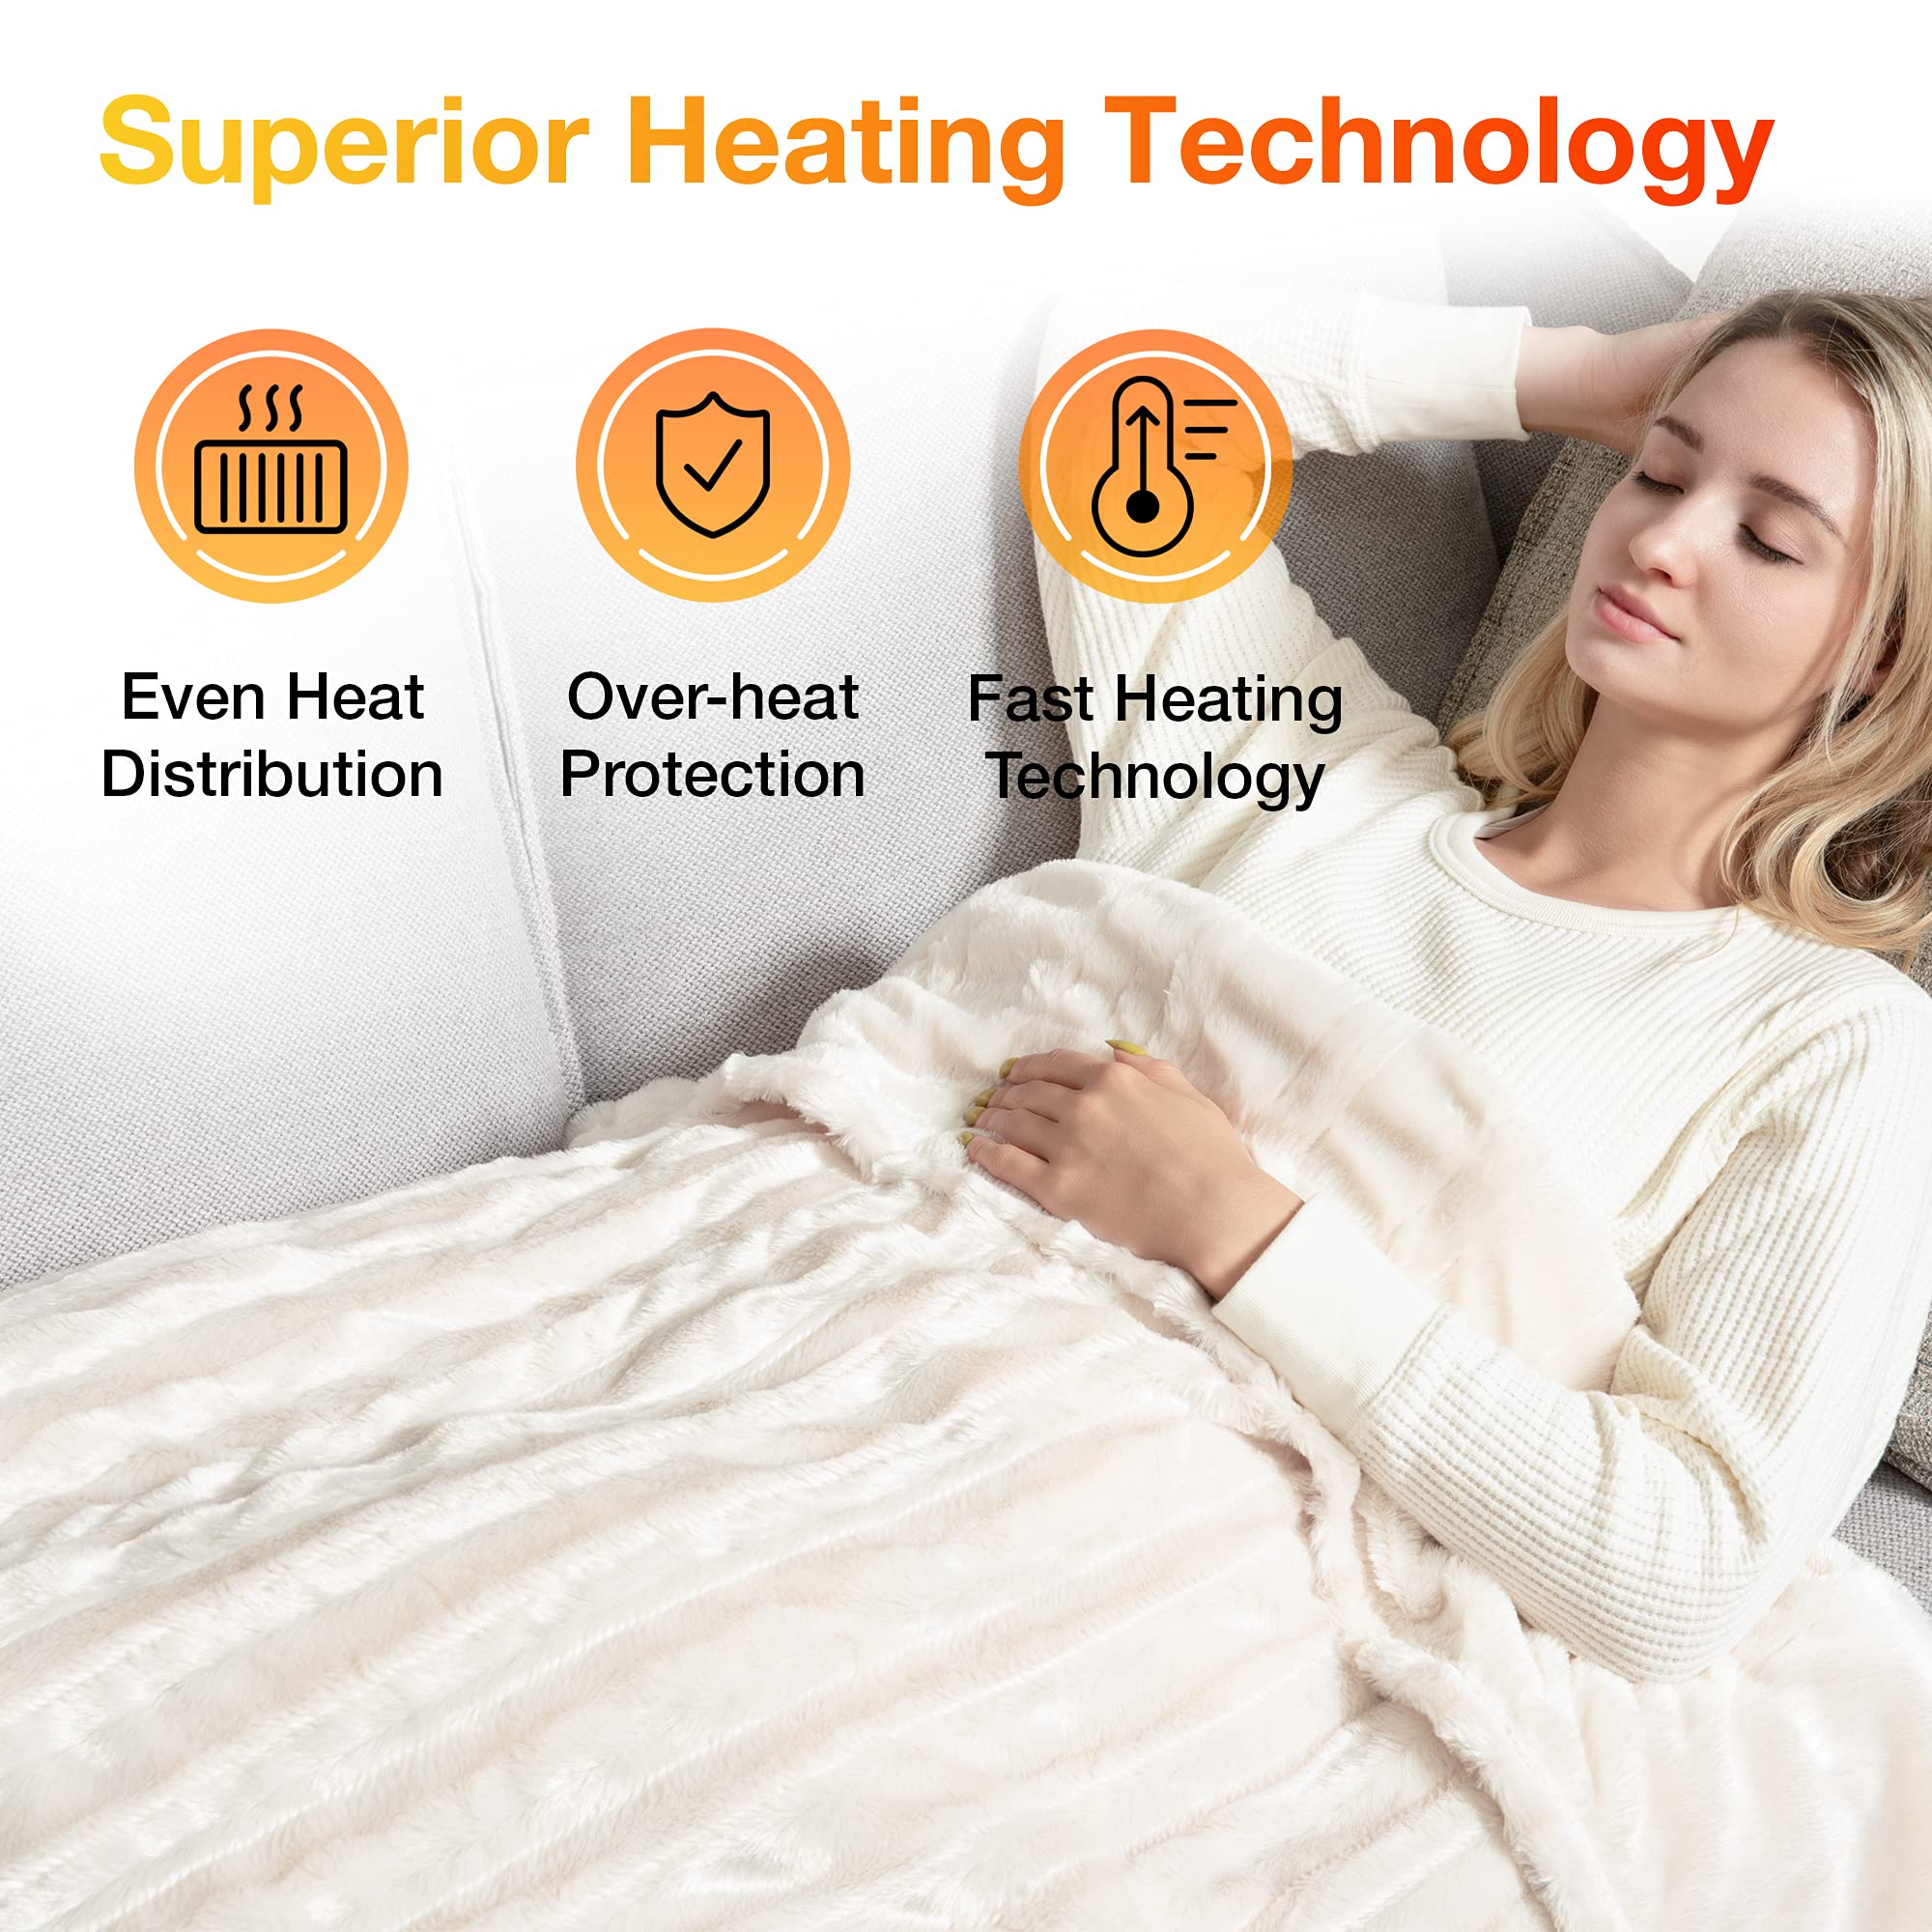 Superior Heating Technology
Even Heat
Distribution
Over-heat
Protection
Fast Heating
Technology